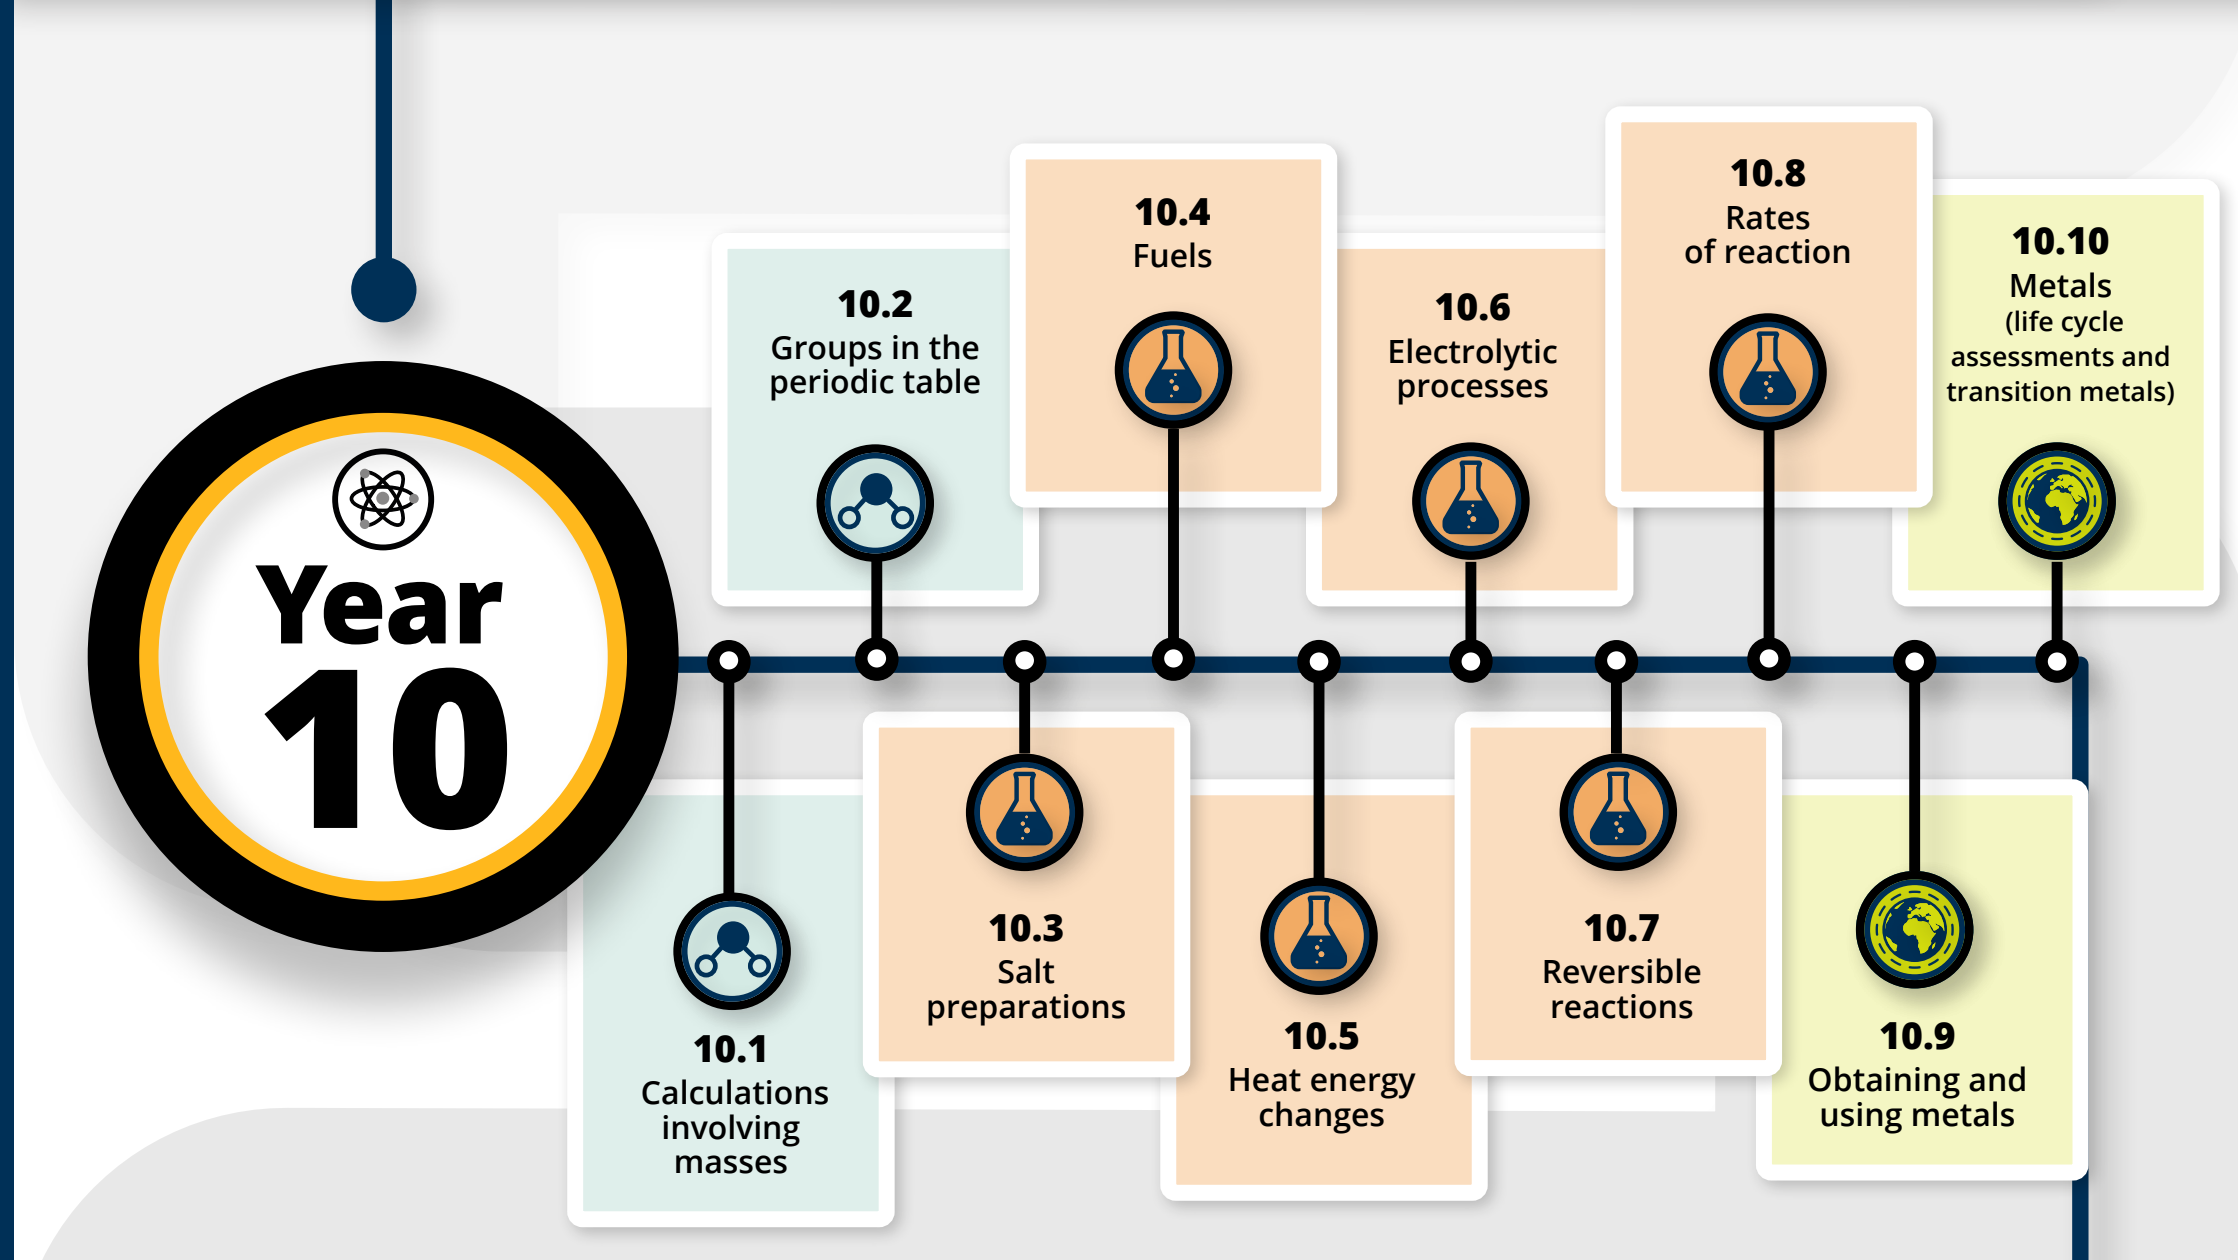 Year
10
10.1
Calculations
involving
masses
10.2
Groups in the
periodic table
10.3
Salt
preparations
10.4
Fuels
10.5
Heat energy
changes
10.6
Electrolytic
processes
10.7
Reversible
reactions
10.8
Rates
of reaction
10.9
Obtaining and
using metals
10.10
Metals
(life cycle
assessments and
transition metals)